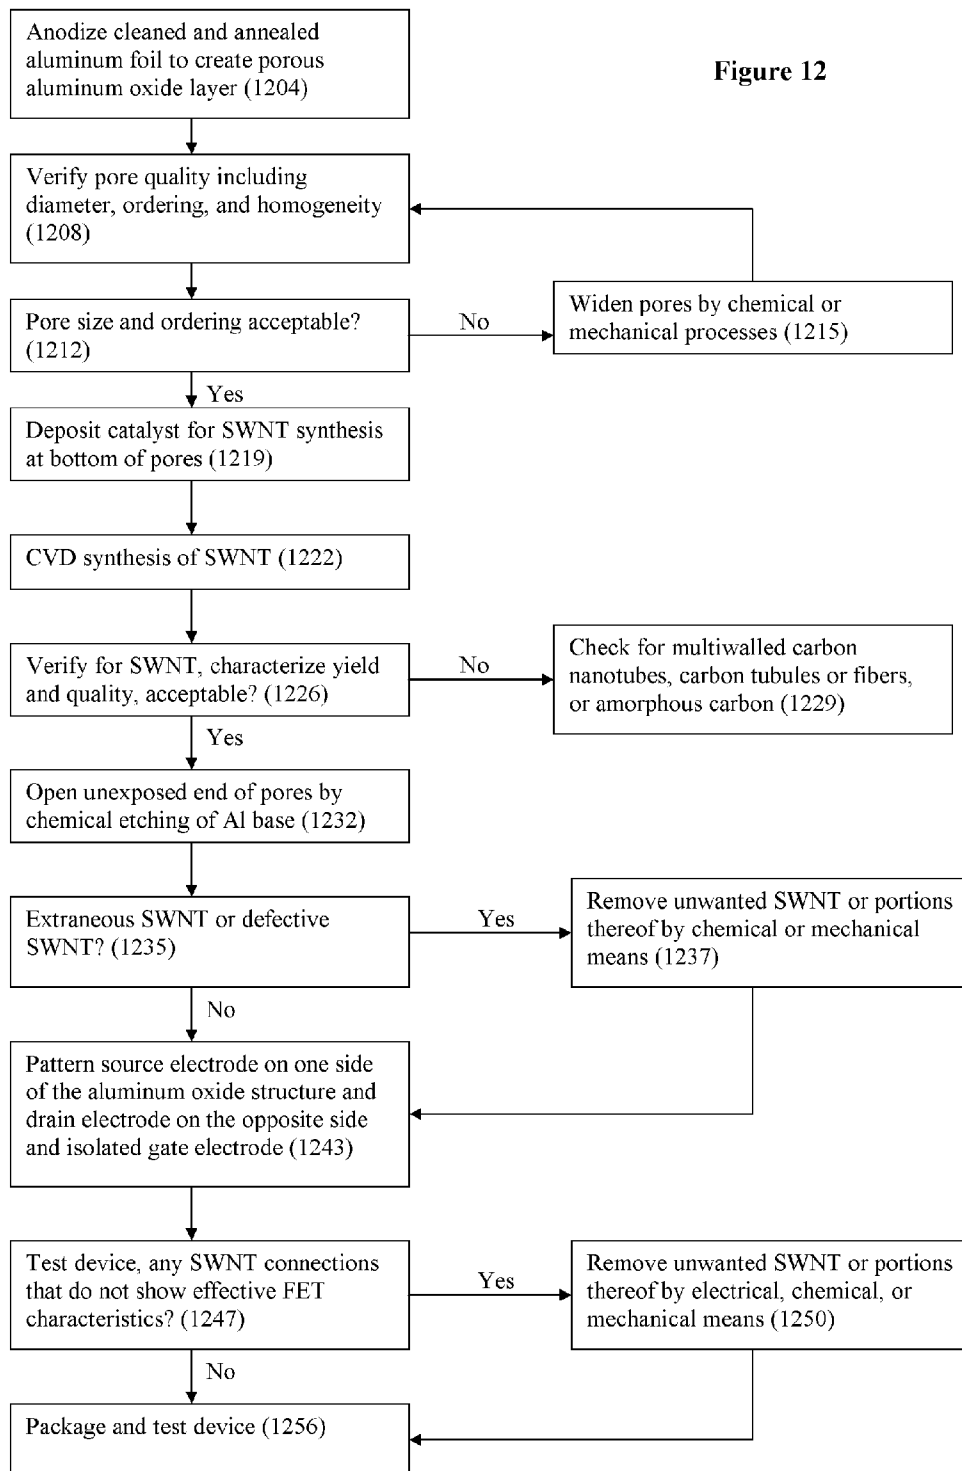 Figure 12
Anodize cleaned and annealed
aluminum foil to create porous
aluminum oxide layer (1204)
Verify pore quality including
diameter, ordering, and homogeneity
(1208)
Pore size and ordering acceptable?
(1212)
No
Widen pores by chemical or
mechanical processes (1215)
Yes
Deposit catalyst for SWNT synthesis
at bottom of pores (1219)
CVD synthesis of SWNT (1222)
Verify for SWNT, characterize yield
and quality, acceptable? (1226)
No
Check for multiwalled carbon
nanotubes, carbon tubules or fibers,
or amorphous carbon (1229)
Yes
Open unexposed end of pores by
chemical etching of Al base (1232)
Extraneous SWNT or defective
SWNT? (1235)
Yes
Remove unwanted SWNT or portions
thereof by chemical or mechanical
means (1237)
No
Pattern source electrode on one side
of the aluminum oxide structure and
drain electrode on the opposite side
and isolated gate electrode (1243)
Test device, any SWNT connections
that do not show effective FET
characteristics? (1247)
Yes
Remove unwanted SWNT or portions
thereof by electrical, chemical, or
mechanical means (1250)
No
Package and test device (1256)